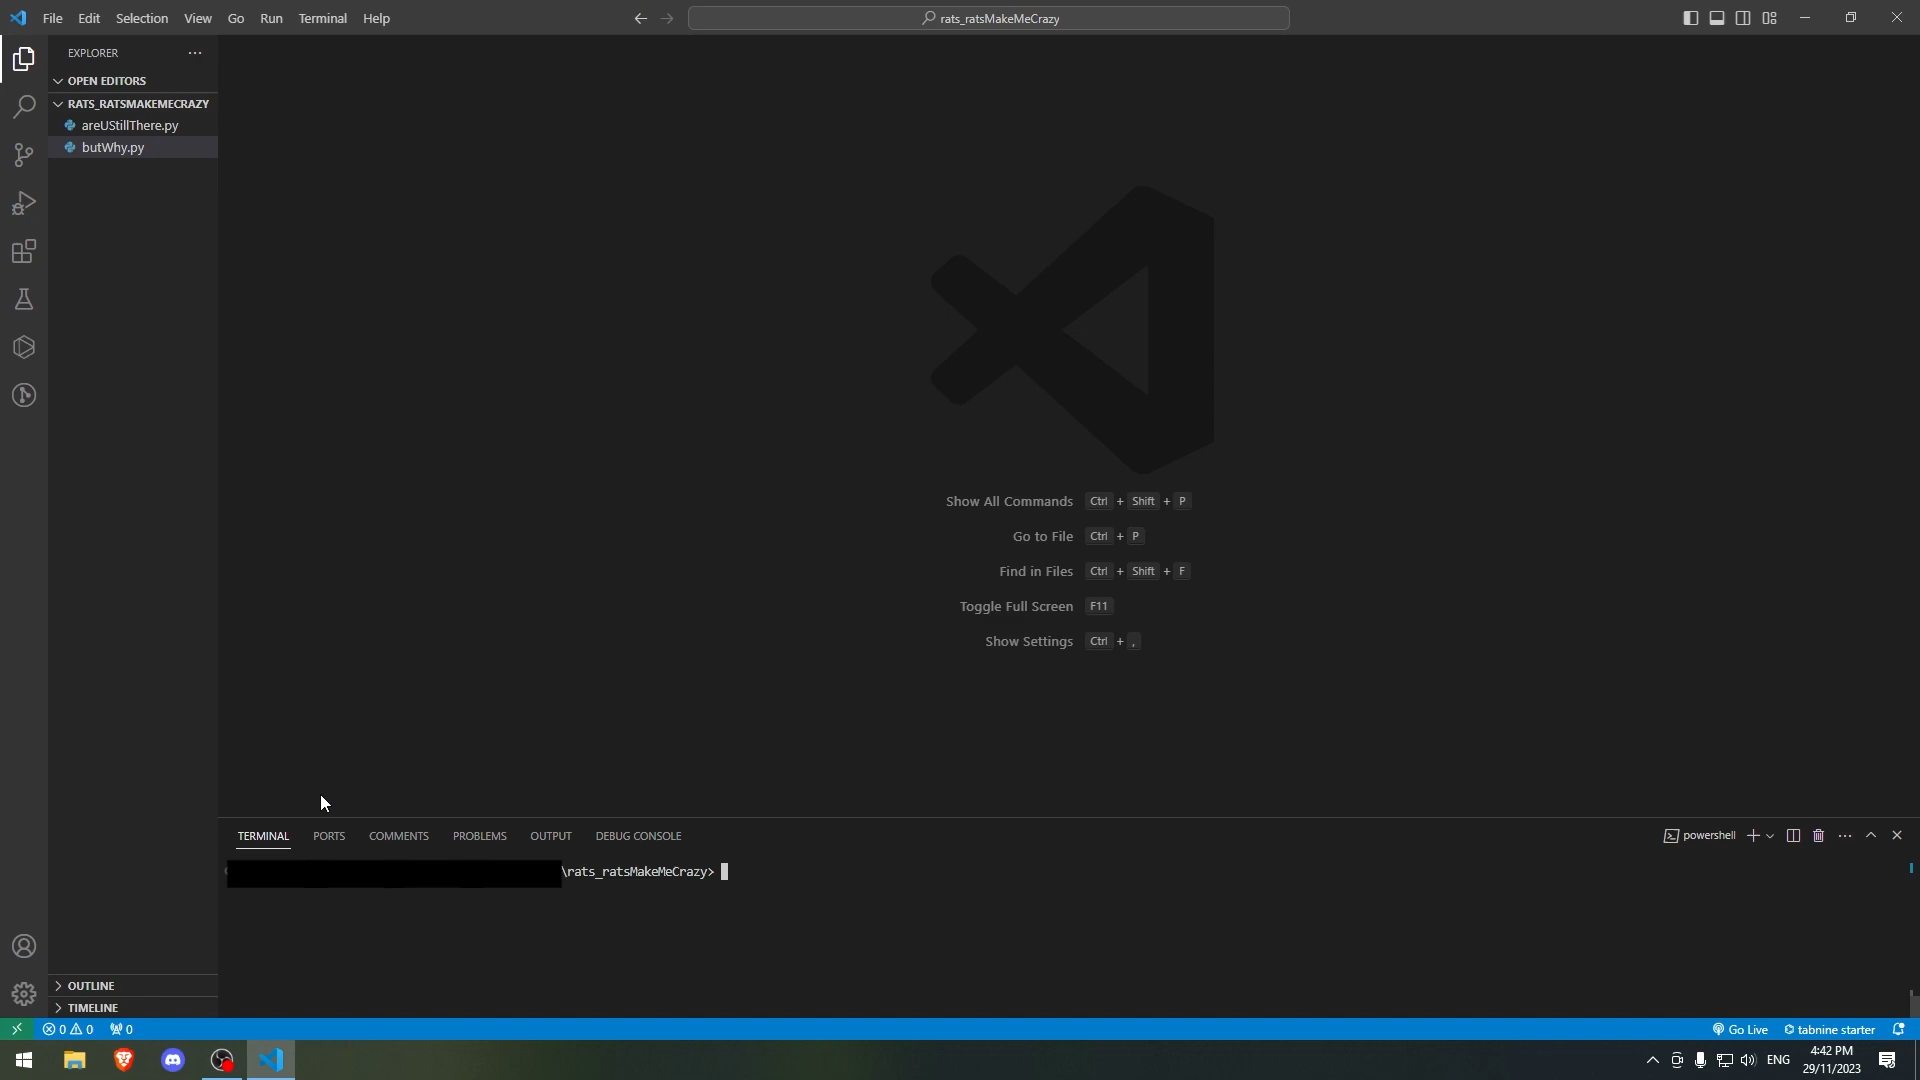 File Edit Selection View Go Run Terminal Help
rats_ratsMakeMeCrazy
EXPLORER
OPEN EDITORS
RATS_RATSMAKEMECRAZY
areUStillThere.py
butWhy.py
Show All Commands Ctrl + Shift + P
Go to File Ctrl + P
Find in Files Ctrl + Shift + F
Toggle Full Screen F11
Show Settings Ctrl + ,
TERMINAL PORTS COMMENTS PROBLEMS OUTPUT DEBUG CONSOLE
powershell
\rats_ratsMakeMeCrazy>
OUTLINE
TIMELINE
0 0 0
Go Live tabnine starter
ENG
4:42 PM
29/11/2023